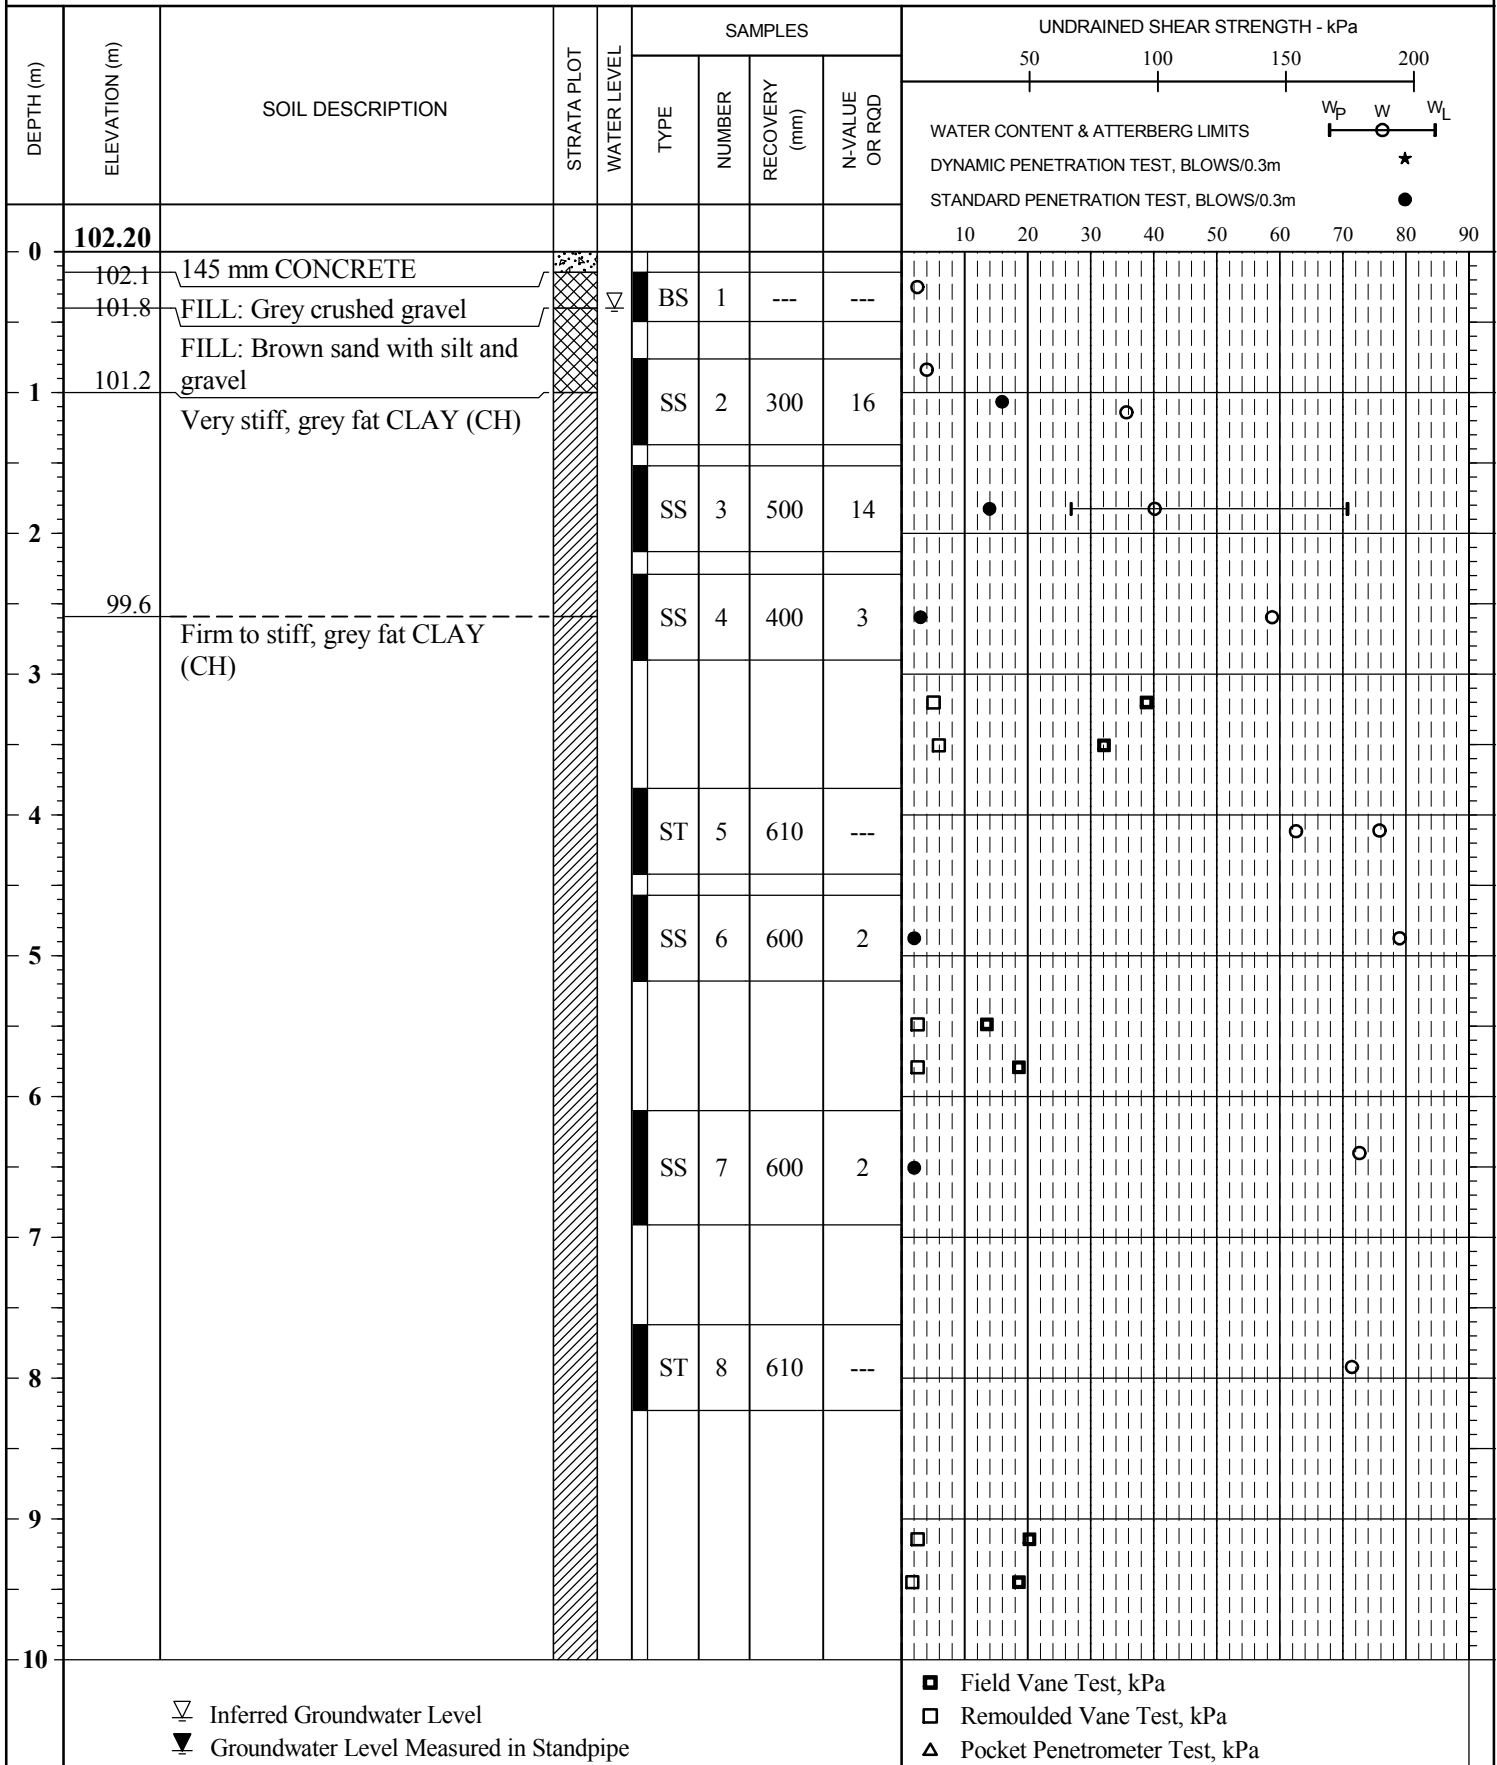 DEPTH (m)
ELEVATION (m)
SOIL DESCRIPTION
STRATA PLOT
WATER LEVEL
SAMPLES
TYPE
NUMBER
RECOVERY (mm)
N-VALUE OR RQD
UNDRAINED SHEAR STRENGTH - kPa
50 100 150 200
WATER CONTENT & ATTERBERG LIMITS
WP W WL
DYNAMIC PENETRATION TEST, BLOWS/0.3m ★
STANDARD PENETRATION TEST, BLOWS/0.3m ●
10 20 30 40 50 60 70 80 90
0 102.20
102.1 145 mm CONCRETE
BS 1 --- ---
101.8 FILL: Grey crushed gravel
FILL: Brown sand with silt and
101.2 gravel
1
SS 2 300 16
Very stiff, grey fat CLAY (CH)
SS 3 500 14
2
99.6
SS 4 400 3
Firm to stiff, grey fat CLAY
(CH)
3
4
ST 5 610 ---
SS 6 600 2
5
6
SS 7 600 2
7
ST 8 610 ---
8
9
10
Inferred Groundwater Level
Groundwater Level Measured in Standpipe
Field Vane Test, kPa
Remoulded Vane Test, kPa
Pocket Penetrometer Test, kPa